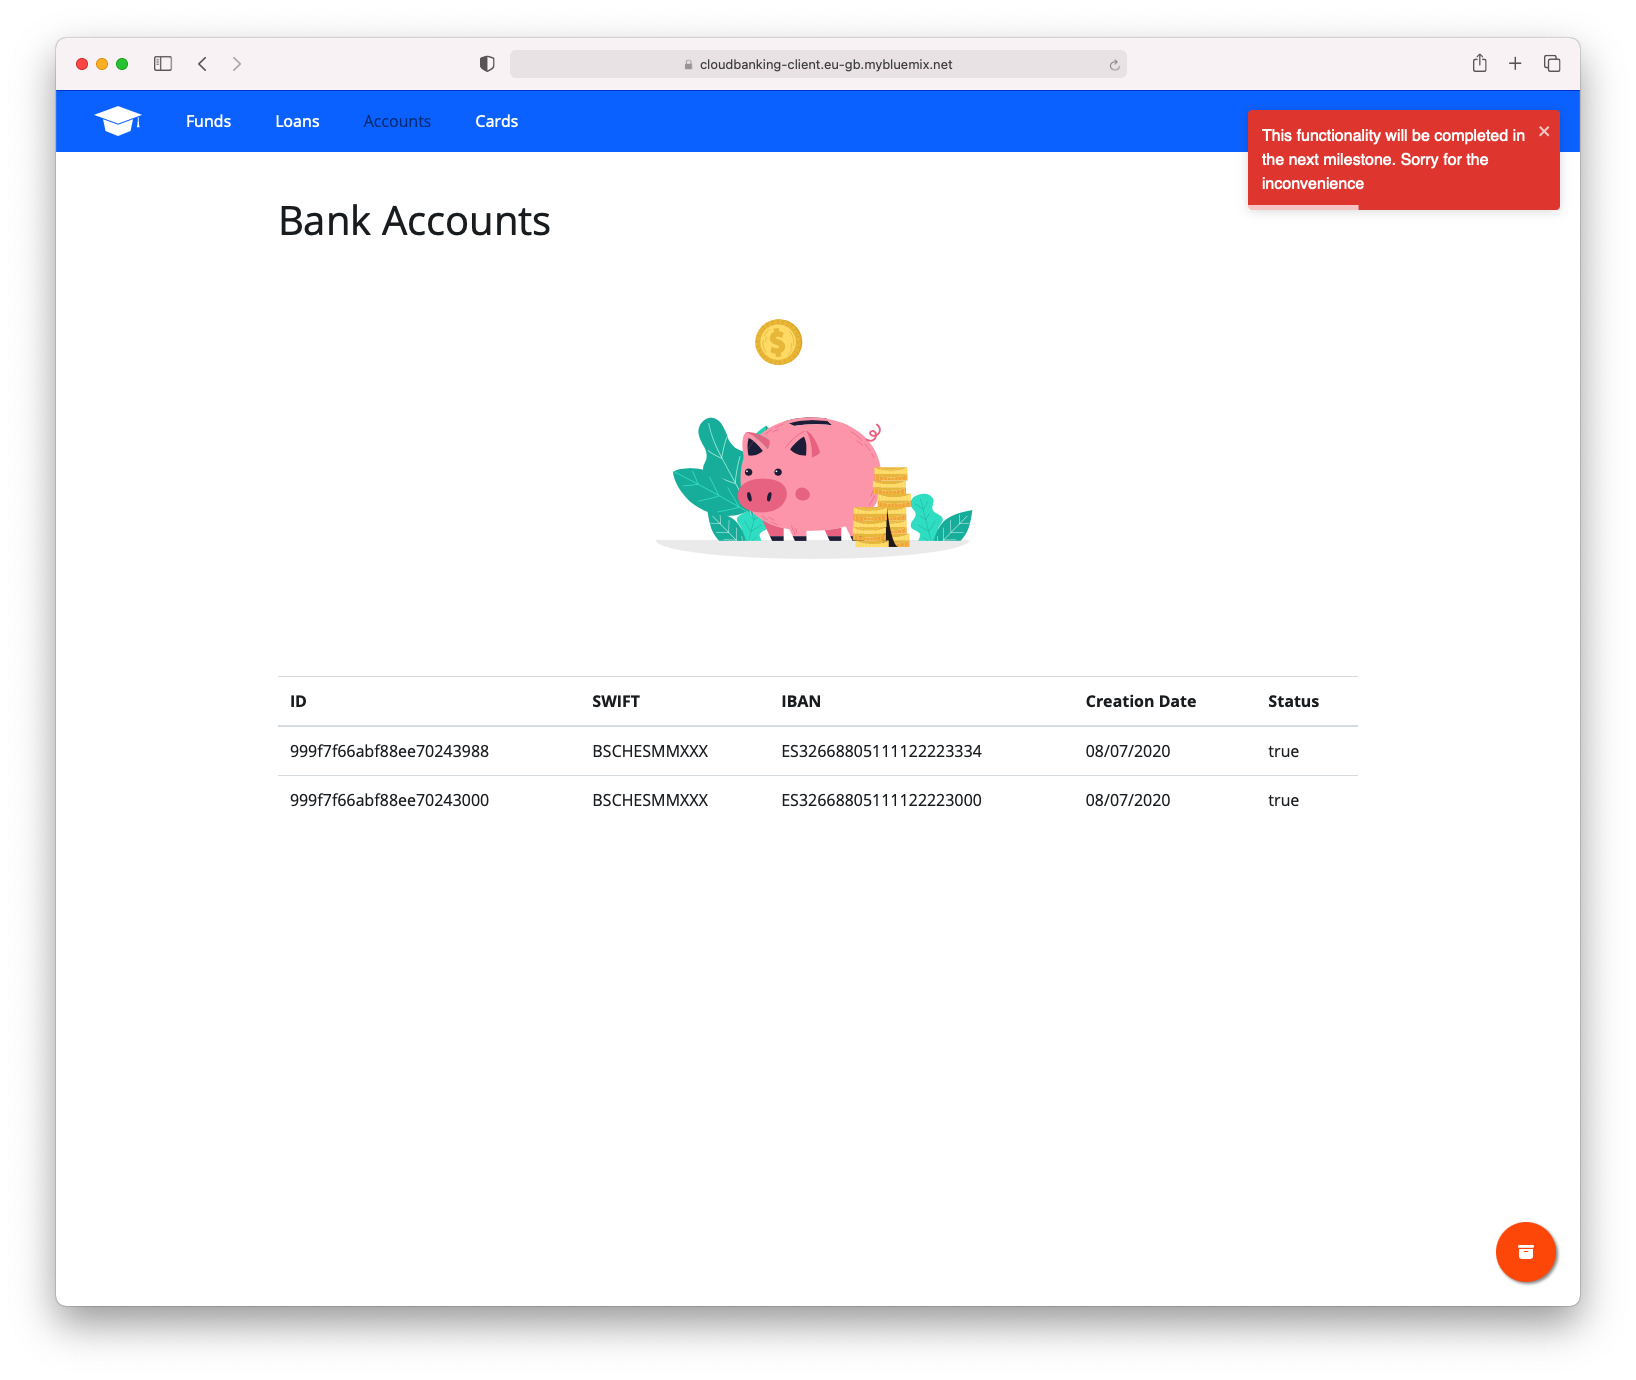 cloudbanking-client.eu-gb.mybluemix.net
Funds Loans Accounts Cards
This functionality will be completed in
the next milestone. Sorry for the
inconvenience
Bank Accounts
$
ID SWIFT IBAN Creation Date Status
999f7f66abf88ee70243988 BSCHESMMXXX ES32668805111122223334 08/07/2020 true
999f7f66abf88ee70243000 BSCHESMMXXX ES32668805111122223000 08/07/2020 true